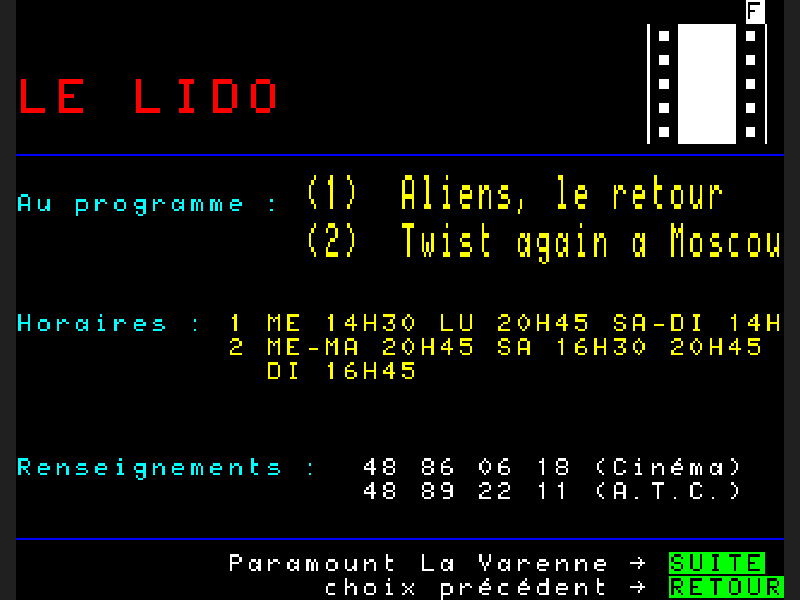 F
LE LIDO
Au programme : (1) Aliens, le retour
(2) Twist again a Moscou
Horaires : 1 ME 14H30 LU 20H45 SA-DI 14H
2 ME-MA 20H45 SA 16H30 20H45
DI 16H45
Renseignements : 48 86 06 18 (Cinéma)
48 89 22 11 (A.T.C.)
Paramount La Varenne → SUITE
choix précédent → RETOUR